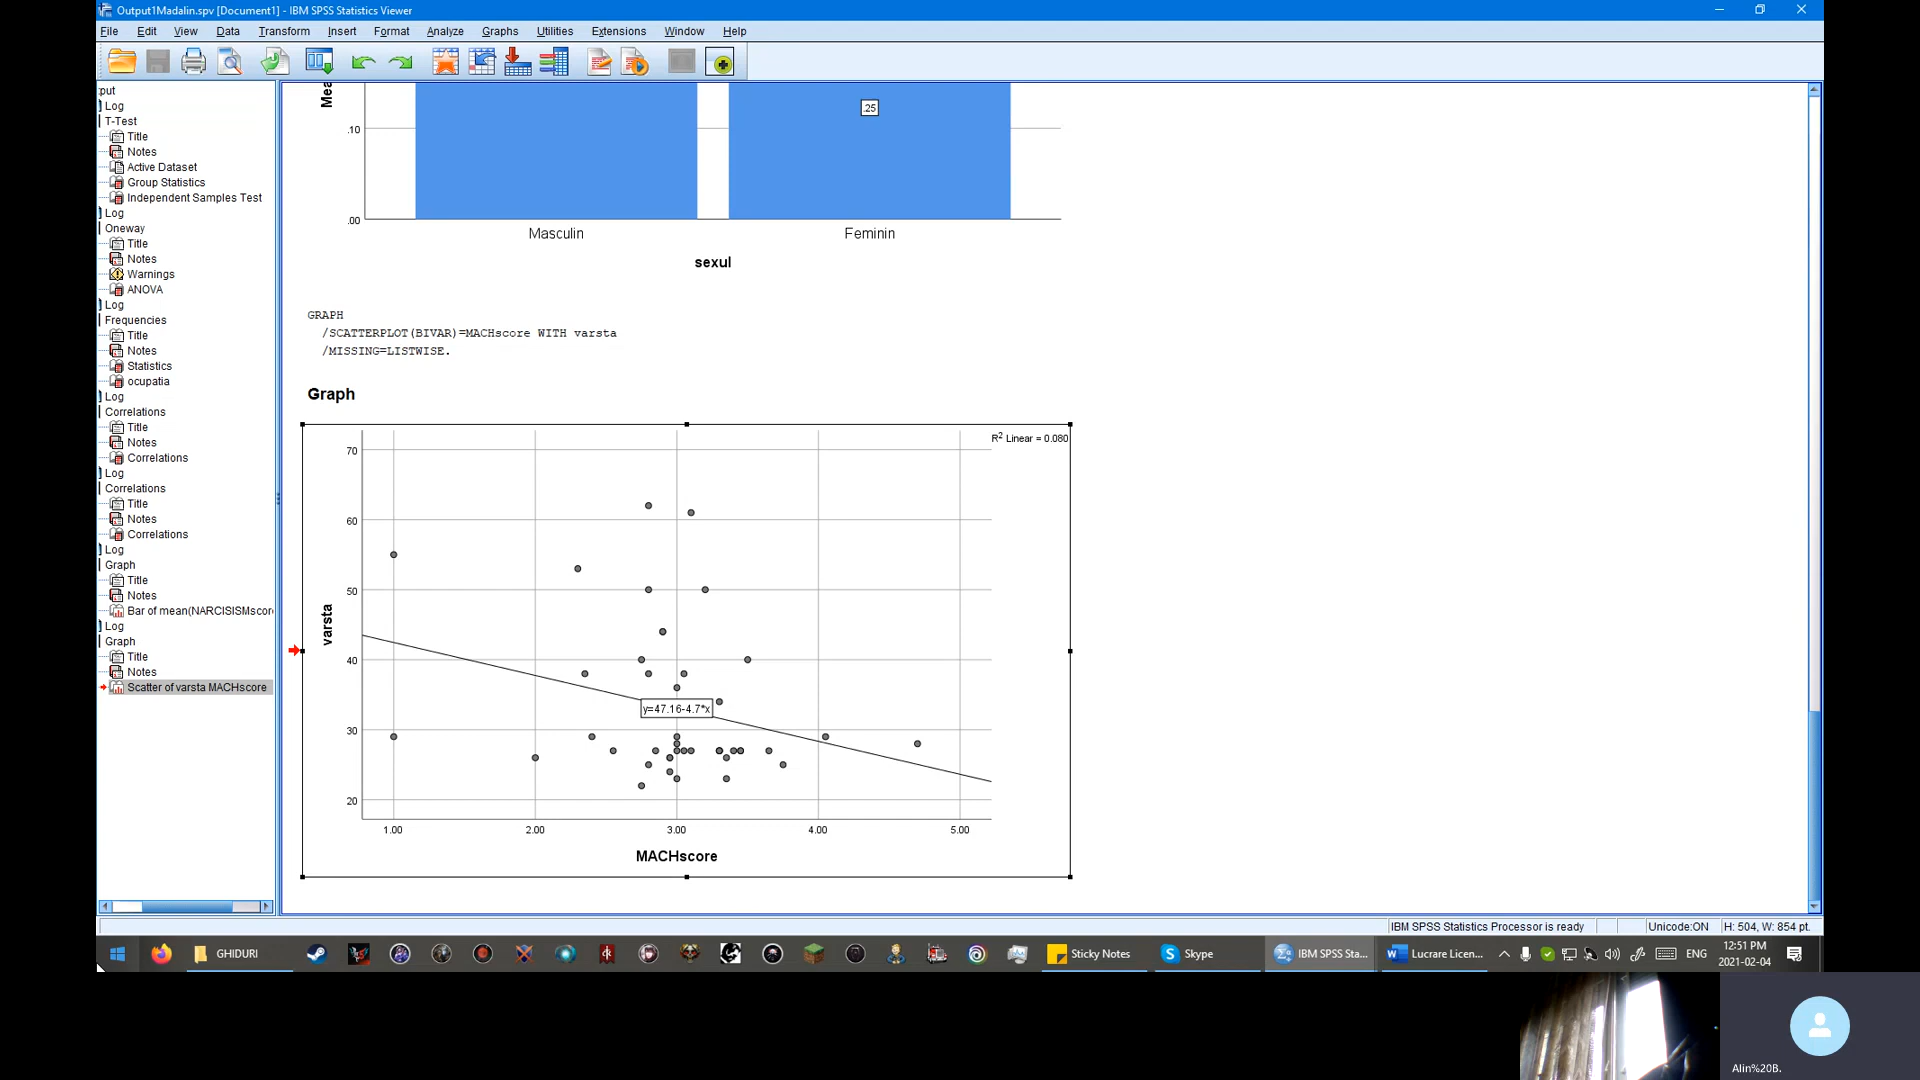 Output1Madalin.spv [Document1] - IBM SPSS Statistics Viewer
File Edit View Data Transform Insert Format Analyze Graphs Utilities Extensions Window Help
Log
T-Test
Title
Notes
Active Dataset
Group Statistics
Independent Samples Test
Log
Oneway
Title
Notes
Warnings
ANOVA
Log
Frequencies
Title
Notes
Statistics
ocupatia
Log
Correlations
Title
Notes
Correlations
Log
Correlations
Title
Notes
Correlations
Log
Graph
Title
Notes
Bar of mean(NARCISISMscor
Log
Graph
Title
Notes
Scatter of varsta MACHscore
Mea
.25
.10
.00
Masculin Feminin
sexul
GRAPH
/SCATTERPLOT(BIVAR)=MACHscore WITH varsta
/MISSING=LISTWISE.
Graph
R2 Linear = 0.080
70
60
50
40
30
20
varsta
y=47.16-4.7*x
1.00 2.00 3.00 4.00 5.00
MACHscore
IBM SPSS Statistics Processor is ready Unicode:ON H: 504, W: 854 pt.
GHIDURI Sticky Notes Skype IBM SPSS Sta... Lucrare Licen... ENG
12:51 PM
2021-02-04
Alin%20B.